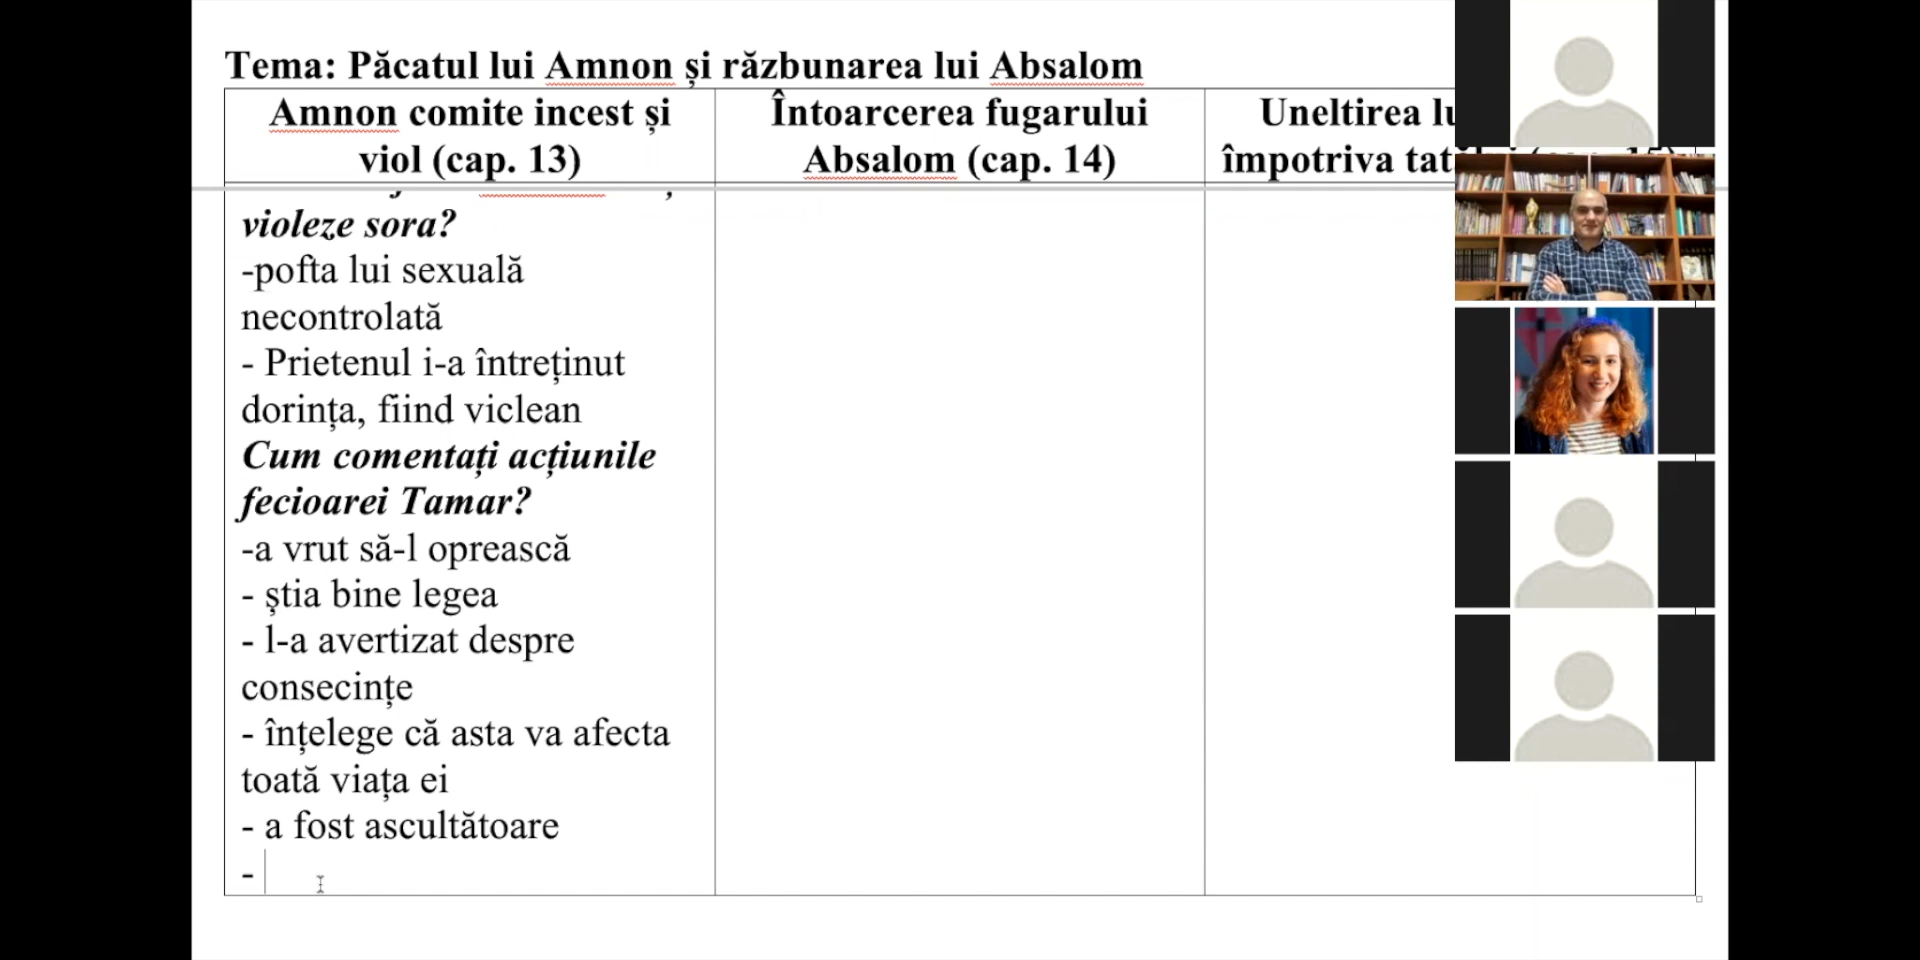 Tema: Păcatul lui Amnon și răzbunarea lui Absalom
Amnon comite incest și
viol (cap. 13)
Întoarcerea fugarului
Absalom (cap. 14)
Uneltirea
împotriva
violeze sora?
-pofta lui sexuală
necontrolată
- Prietenul i-a întreținut
dorința, fiind viclean
Cum comentați acțiunile
fecioarei Tamar?
-a vrut să-l oprească
- știa bine legea
- l-a avertizat despre
consecințe
- înțelege că asta va afecta
toată viața ei
- a fost ascultătoare
-